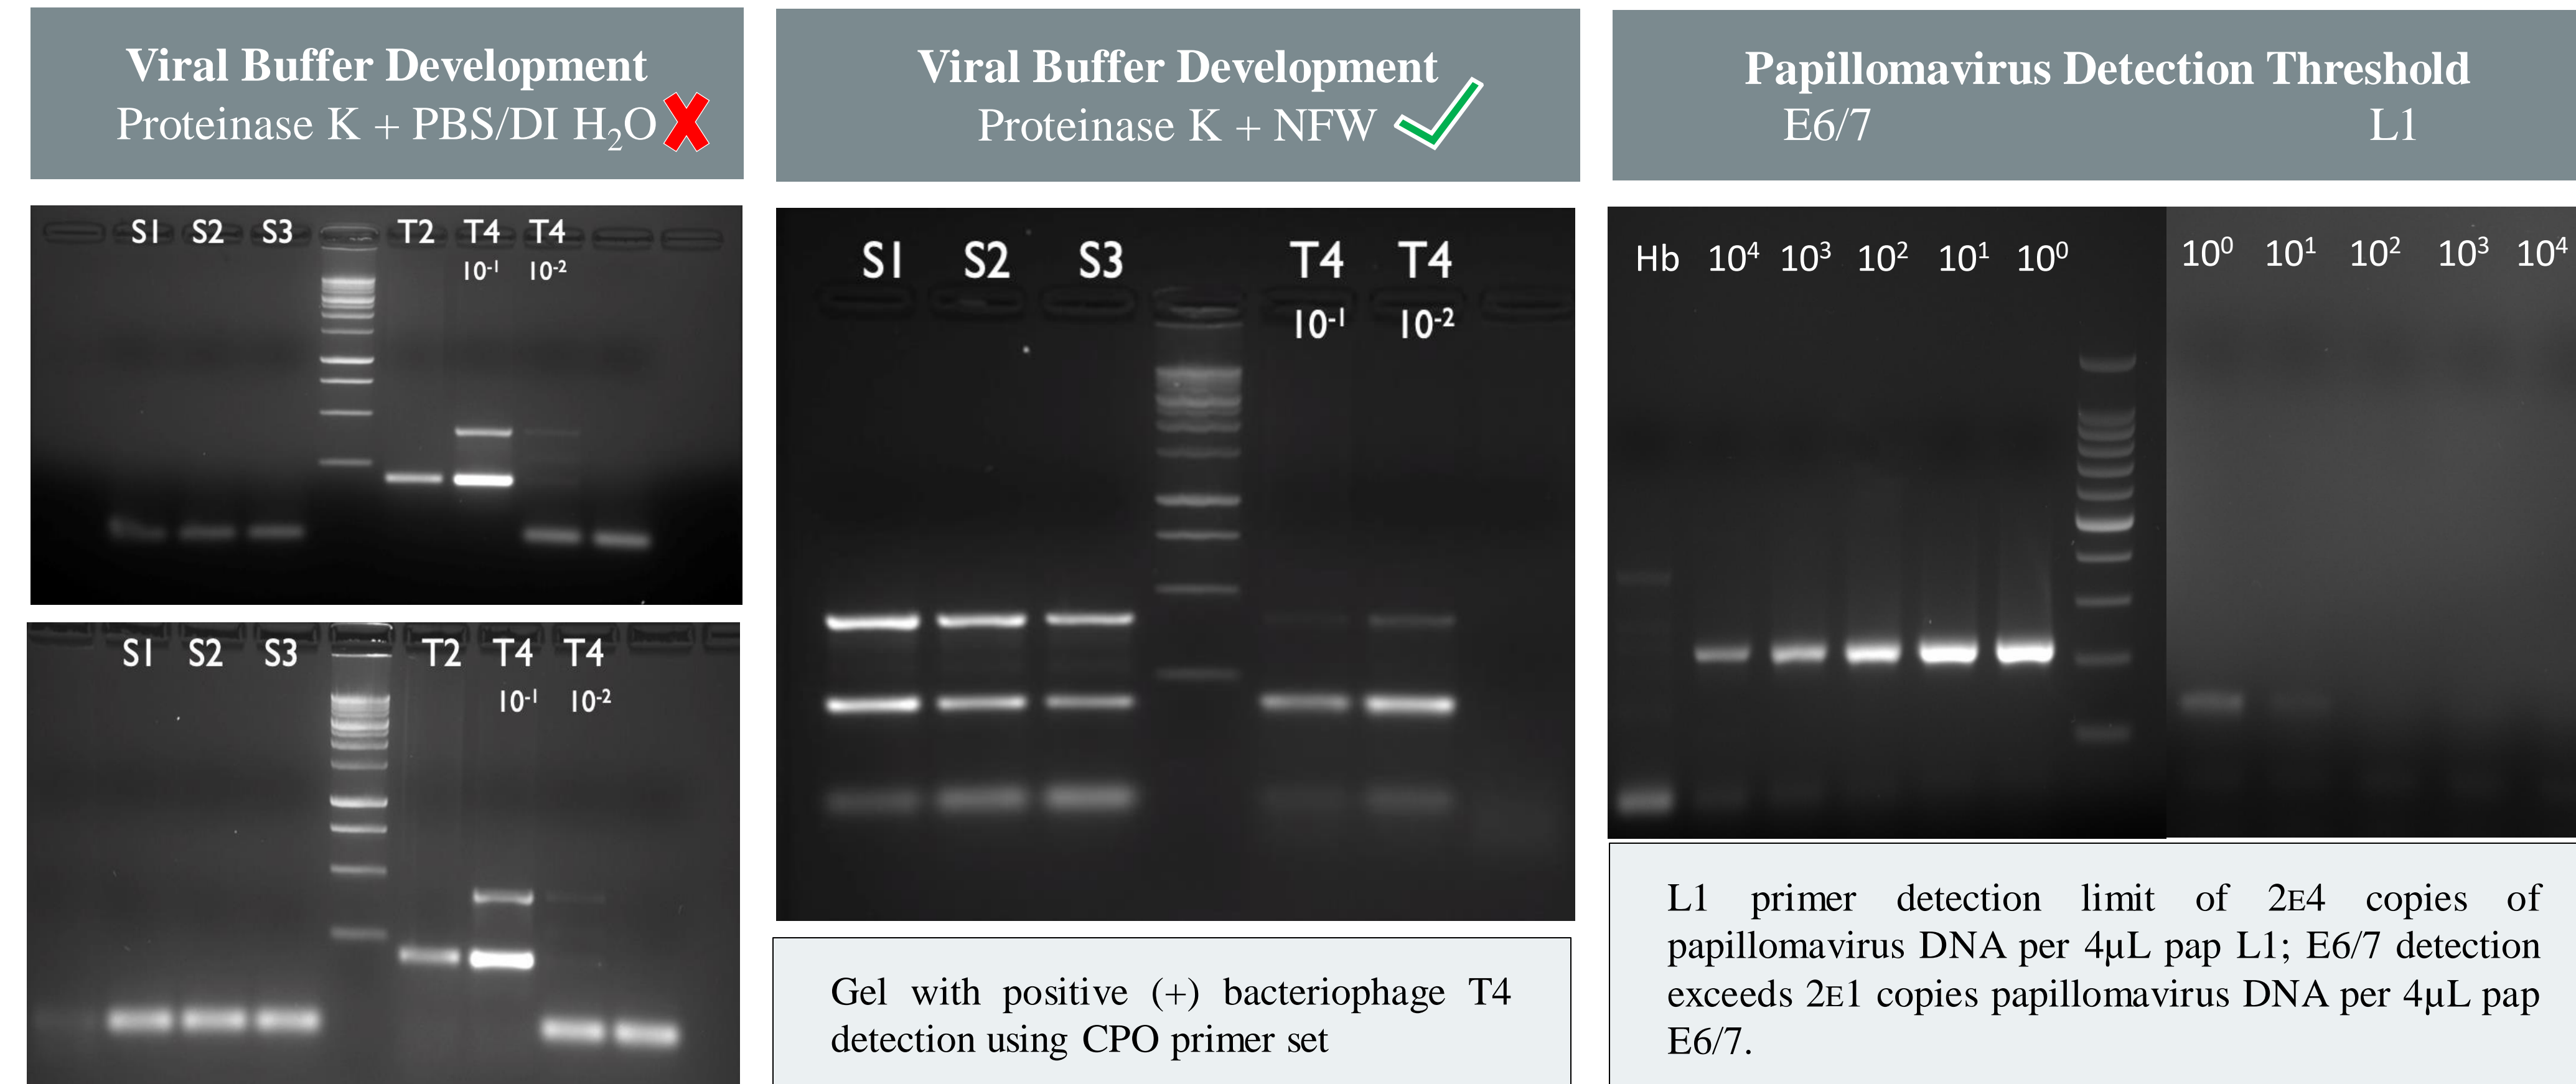 Viral Buffer Development
Proteinase K + PBS/DI H₂O
S1 S2 S3 T2 T4 T4
10⁻¹ 10⁻²
S1 S2 S3 T2 T4 T4
10⁻¹ 10⁻²
Viral Buffer Development
Proteinase K + NFW
S1 S2 S3 T4 T4
10⁻¹ 10⁻²
Gel with positive (+) bacteriophage T4
detection using CPO primer set
Papillomavirus Detection Threshold
E6/7 L1
Hb 10⁴ 10³ 10² 10¹ 10⁰ 10⁰ 10¹ 10² 10³ 10⁴
L1 primer detection limit of 2E4 copies of
papillomavirus DNA per 4µL pap L1; E6/7 detection
exceeds 2E1 copies papillomavirus DNA per 4µL pap
E6/7.